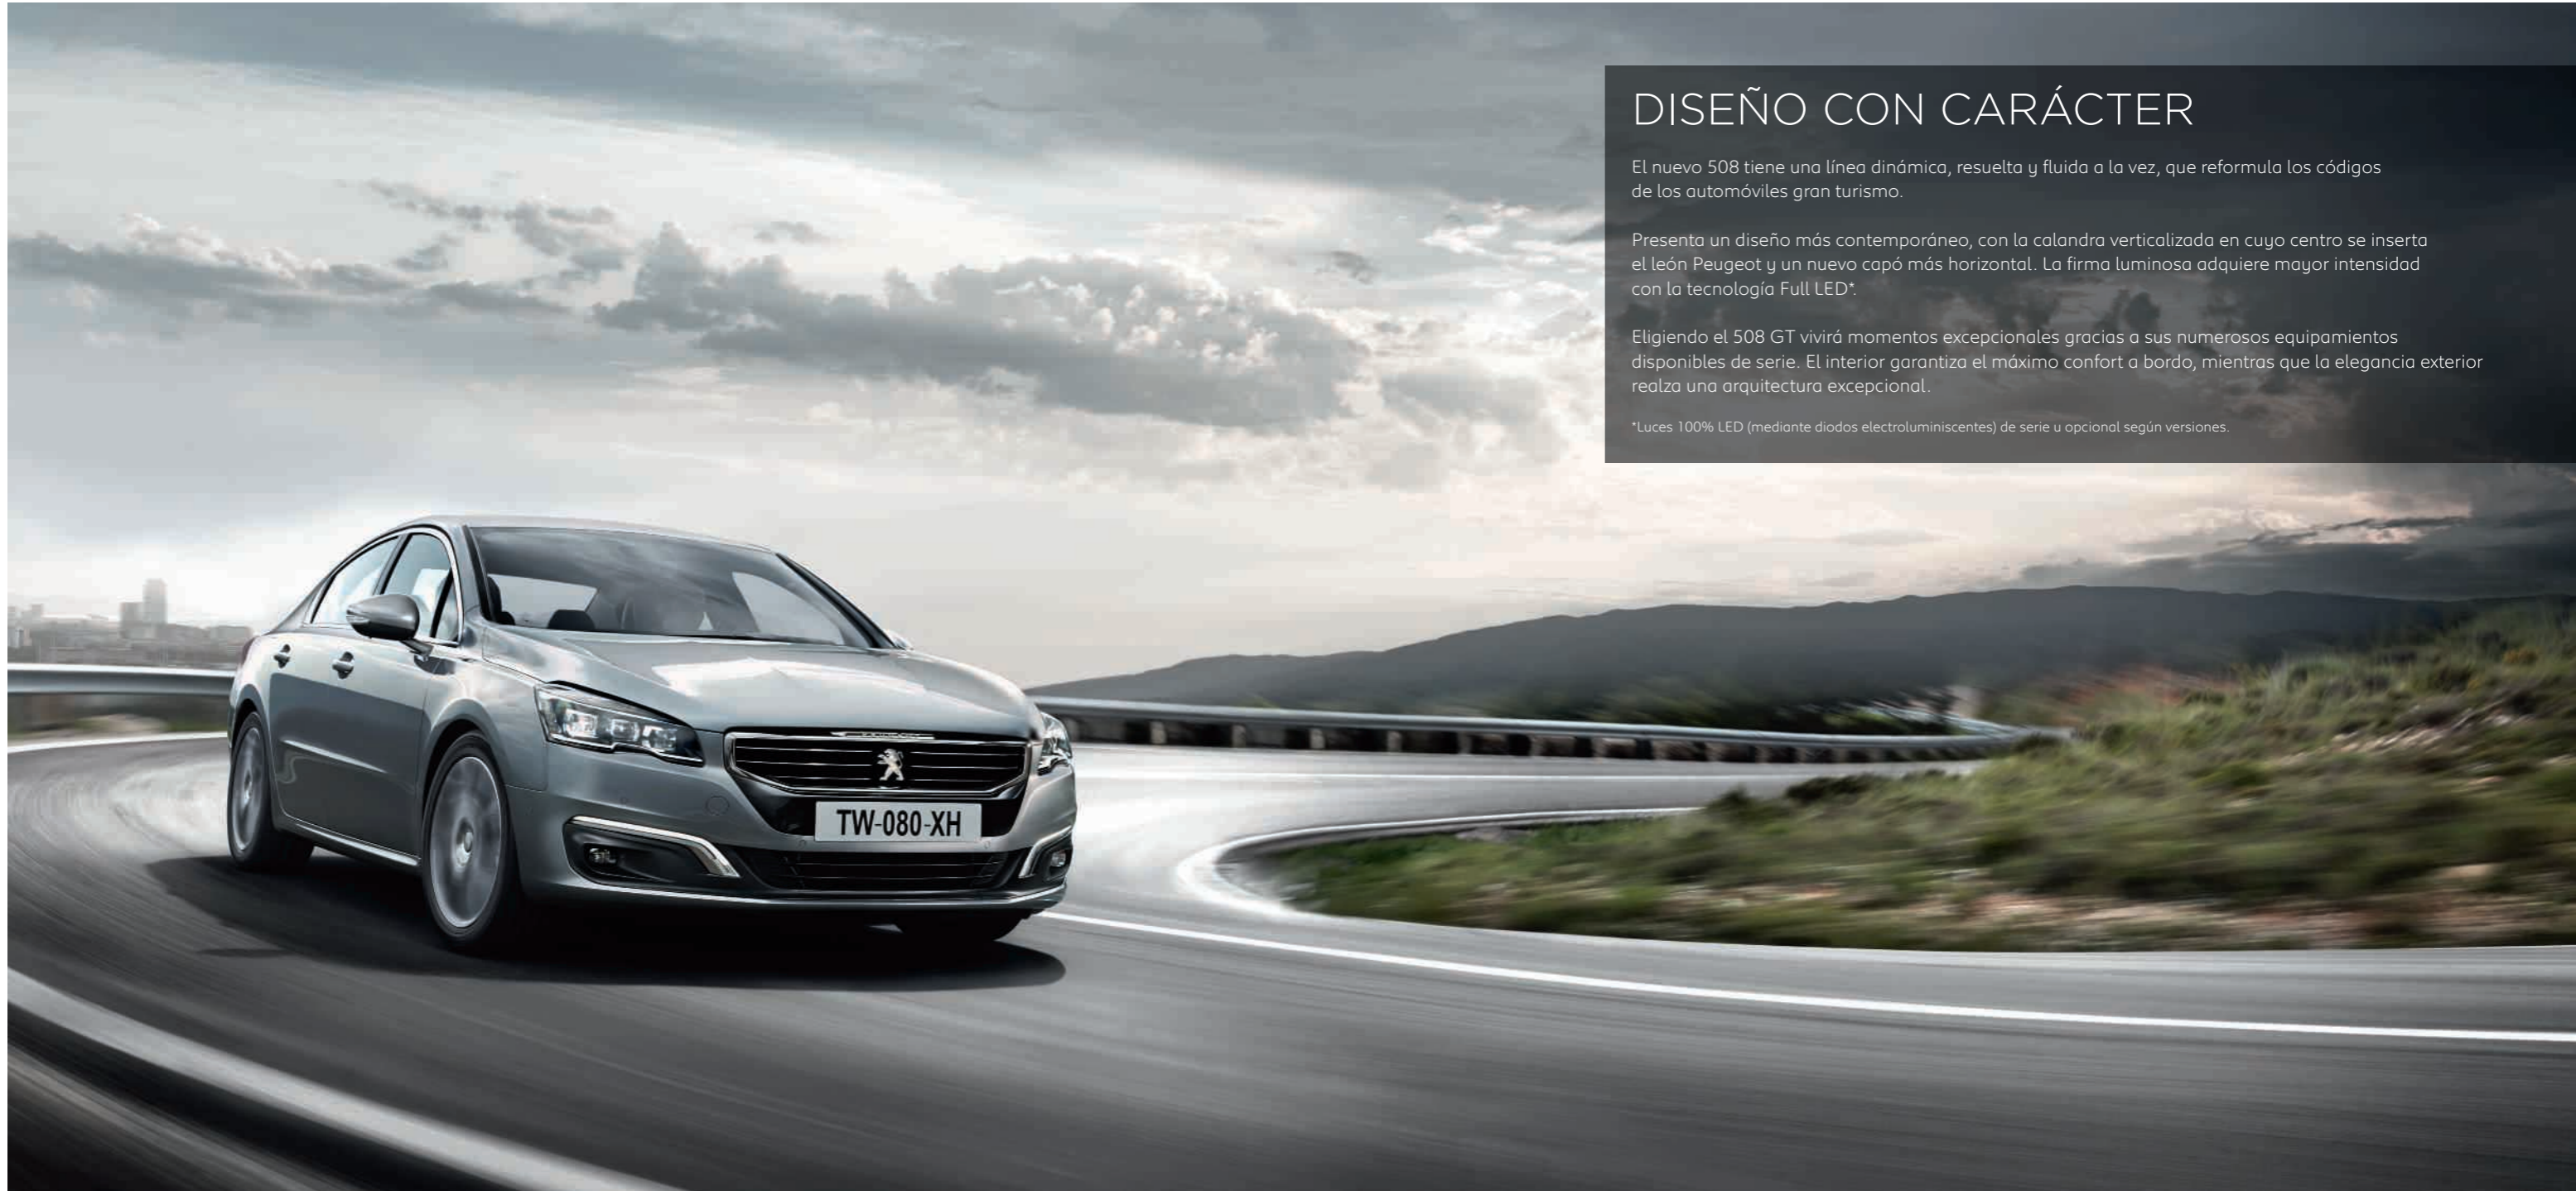 DISEÑO CON CARÁCTER
El nuevo 508 tiene una línea dinámica, resuelta y fluida a la vez, que reformula los códigos
de los automóviles gran turismo.
Presenta un diseño más contemporáneo, con la calandra verticalizada en cuyo centro se inserta
el león Peugeot y un nuevo capó más horizontal. La firma luminosa adquiere mayor intensidad
con la tecnología Full LED*.
Eligiendo el 508 GT vivirá momentos excepcionales gracias a sus numerosos equipamientos
disponibles de serie. El interior garantiza el máximo confort a bordo, mientras que la elegancia exterior
realza una arquitectura excepcional.
*Luces 100% LED (mediante diodos electroluminiscentes) de serie u opcional según versiones.
TW-080-XH